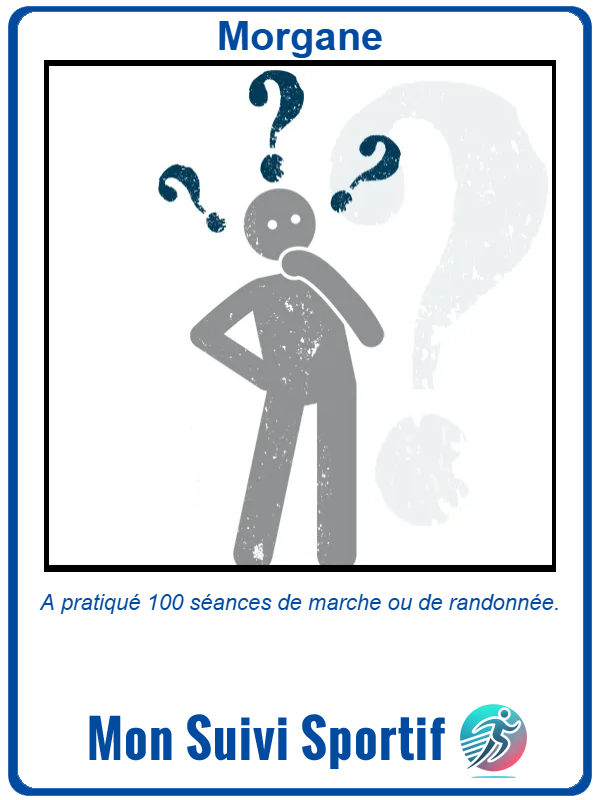 Morgane
? ? ?
?
A pratiqué 100 séances de marche ou de randonnée.
Mon Suivi Sportif